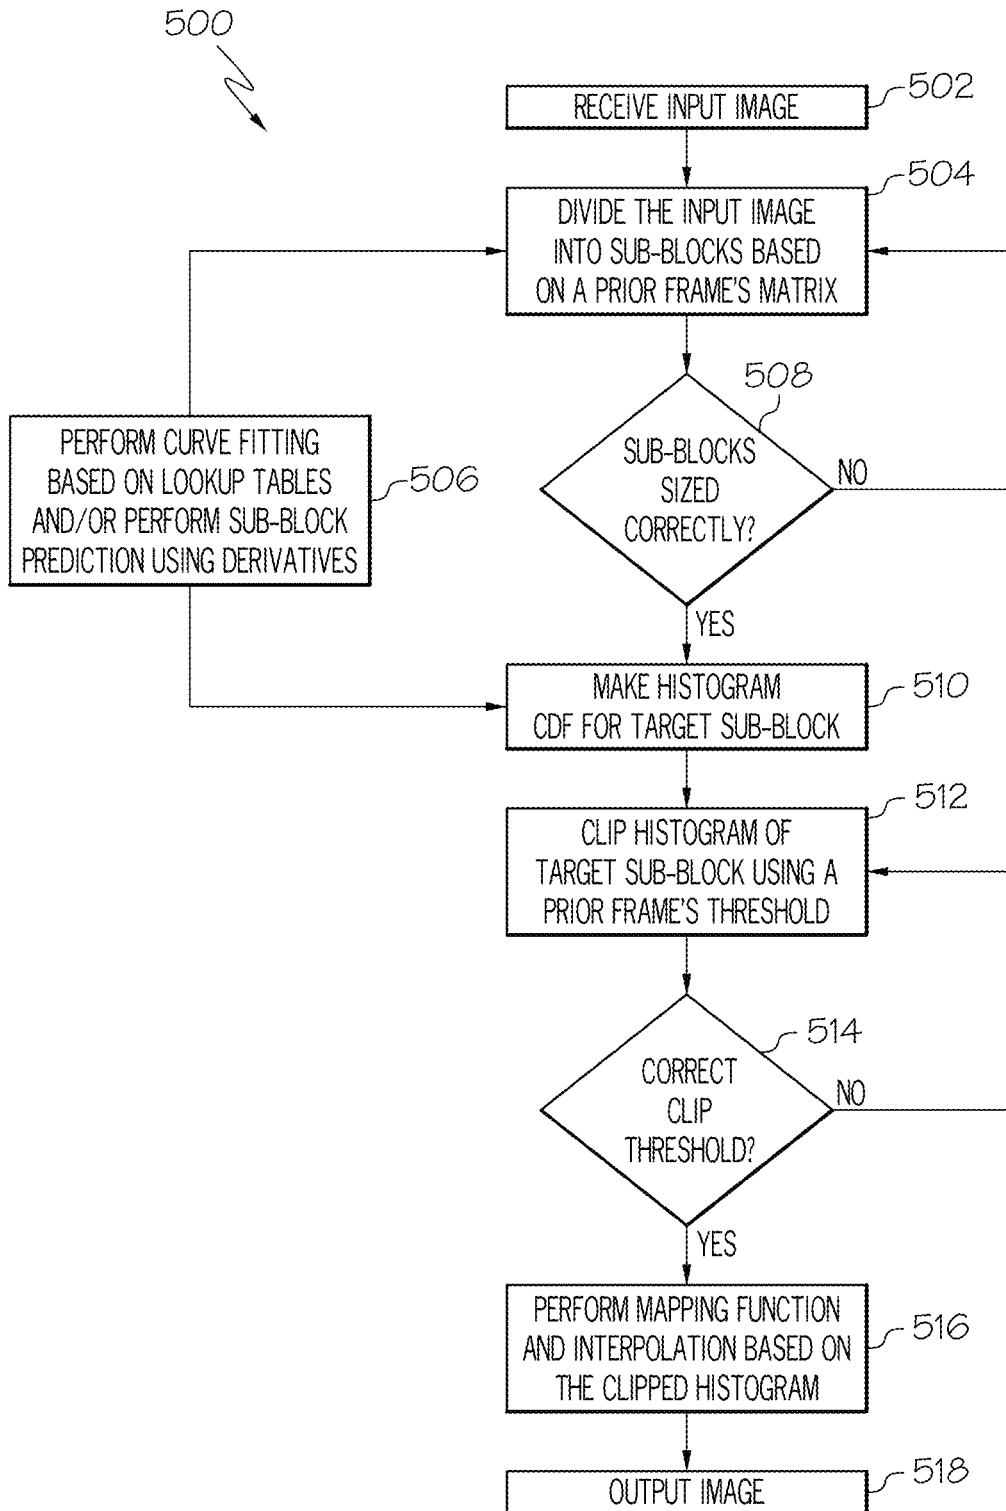 500
RECEIVE INPUT IMAGE
502
DIVIDE THE INPUT IMAGE
INTO SUB-BLOCKS BASED
ON A PRIOR FRAME'S MATRIX
504
PERFORM CURVE FITTING
BASED ON LOOKUP TABLES
AND/OR PERFORM SUB-BLOCK
PREDICTION USING DERIVATIVES
506
SUB-BLOCKS
SIZED
CORRECTLY?
508
NO
YES
MAKE HISTOGRAM
CDF FOR TARGET SUB-BLOCK
510
CLIP HISTOGRAM OF
TARGET SUB-BLOCK USING A
PRIOR FRAME'S THRESHOLD
512
CORRECT
CLIP
THRESHOLD?
514
NO
YES
PERFORM MAPPING FUNCTION
AND INTERPOLATION BASED ON
THE CLIPPED HISTOGRAM
516
OUTPUT IMAGE
518